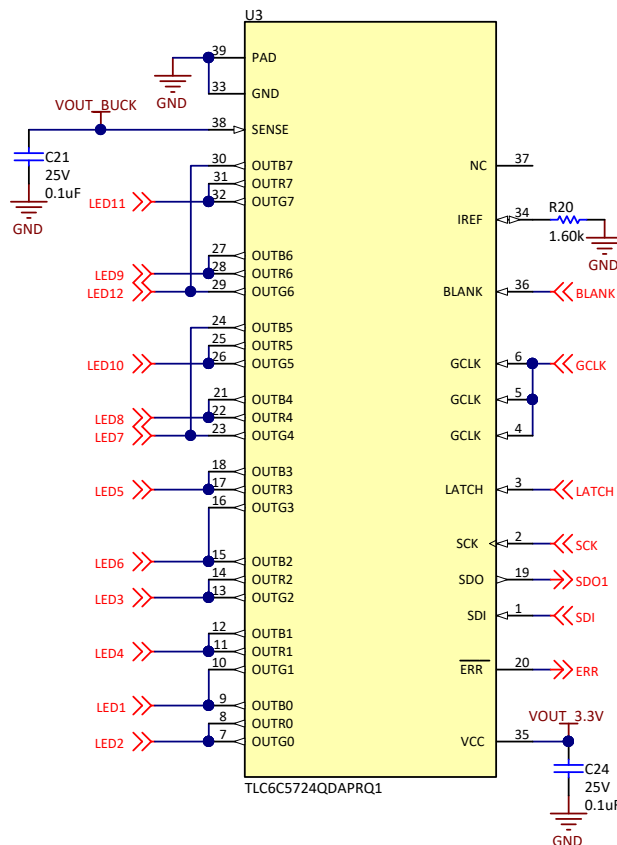 U3
39 PAD
GND
33 GND
VOUT_BUCK
38 SENSE
C21
25V
0.1uF
GND
30 OUTB7
31 OUTR7
LED11 32 OUTG7
27 OUTB6
LED9 28 OUTR6
LED12 29 OUTG6
24 OUTB5
25 OUTR5
LED10 26 OUTG5
21 OUTB4
LED8 22 OUTR4
LED7 23 OUTG4
18 OUTB3
LED5 17 OUTR3
16 OUTG3
LED6 15 OUTB2
14 OUTR2
LED3 13 OUTG2
12 OUTB1
LED4 11 OUTR1
10 OUTG1
LED1 9 OUTB0
8 OUTR0
LED2 7 OUTG0
NC 37
IREF 34 R20
1.60k
GND
BLANK 36 BLANK
GCLK 6 GCLK
GCLK 5
GCLK 4
LATCH 3 LATCH
SCK 2 SCK
SDO 19 SDO1
SDI 1 SDI
ERR 20 ERR
VOUT_3.3V
VCC 35
C24
25V
0.1uF
GND
TLC6C5724QDAPRQ1